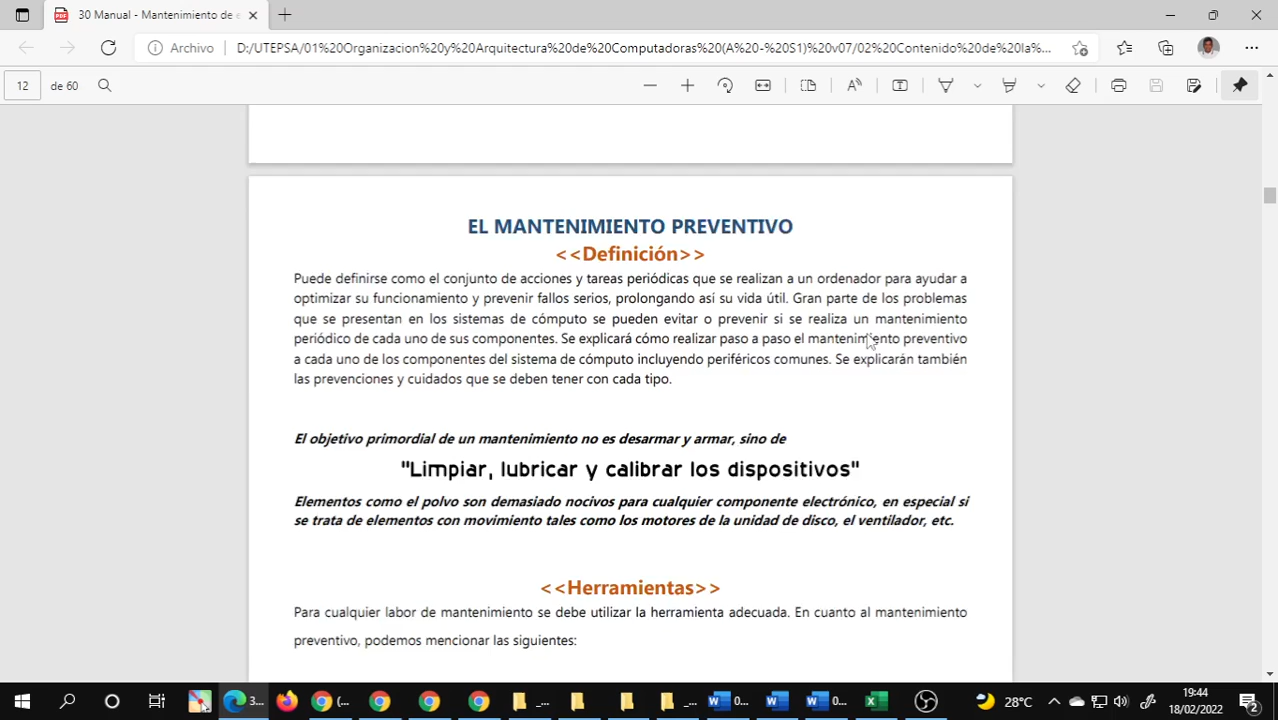 30 Manual - Mantenimiento de e
Archivo
D:/UTEPSA/01%20Organizacion%20y%20Arquitectura%20de%20Computadoras%20(A%20-%20S1)%20v07/02%20Contenido%20de%20la%...
12 de 60
EL MANTENIMIENTO PREVENTIVO
<<Definición>>
Puede definirse como el conjunto de acciones y tareas periódicas que se realizan a un ordenador para ayudar a
optimizar su funcionamiento y prevenir fallos serios, prolongando así su vida útil. Gran parte de los problemas
que se presentan en los sistemas de cómputo se pueden evitar o prevenir si se realiza un mantenimiento
periódico de cada uno de sus componentes. Se explicará cómo realizar paso a paso el mantenimiento preventivo
a cada uno de los componentes del sistema de cómputo incluyendo periféricos comunes. Se explicarán también
las prevenciones y cuidados que se deben tener con cada tipo.
El objetivo primordial de un mantenimiento no es desarmar y armar, sino de
"Limpiar, lubricar y calibrar los dispositivos"
Elementos como el polvo son demasiado nocivos para cualquier componente electrónico, en especial si
se trata de elementos con movimiento tales como los motores de la unidad de disco, el ventilador, etc.
<<Herramientas>>
Para cualquier labor de mantenimiento se debe utilizar la herramienta adecuada. En cuanto al mantenimiento
preventivo, podemos mencionar las siguientes:
3... (... _... _... 0... 0... 28°C
19:44
18/02/2022
2